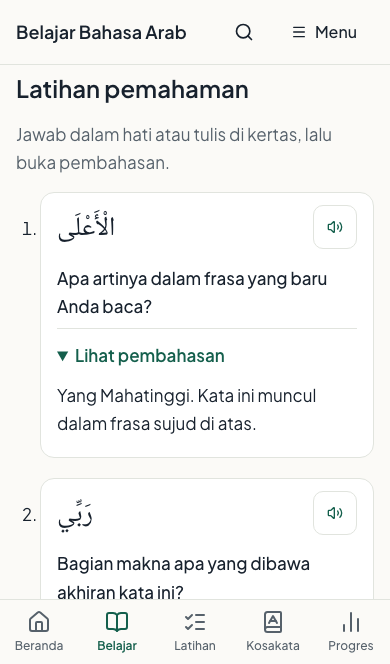 Belajar Bahasa Arab
Menu
Latihan pemahaman
Jawab dalam hati atau tulis di kertas, lalu
buka pembahasan.
1.
الْأَعْلَى
Apa artinya dalam frasa yang baru
Anda baca?
Lihat pembahasan
Yang Mahatinggi. Kata ini muncul
dalam frasa sujud di atas.
2.
رَبِّي
Bagian makna apa yang dibawa
akhiran kata ini?
Beranda
Belajar
Latihan
Kosakata
Progres